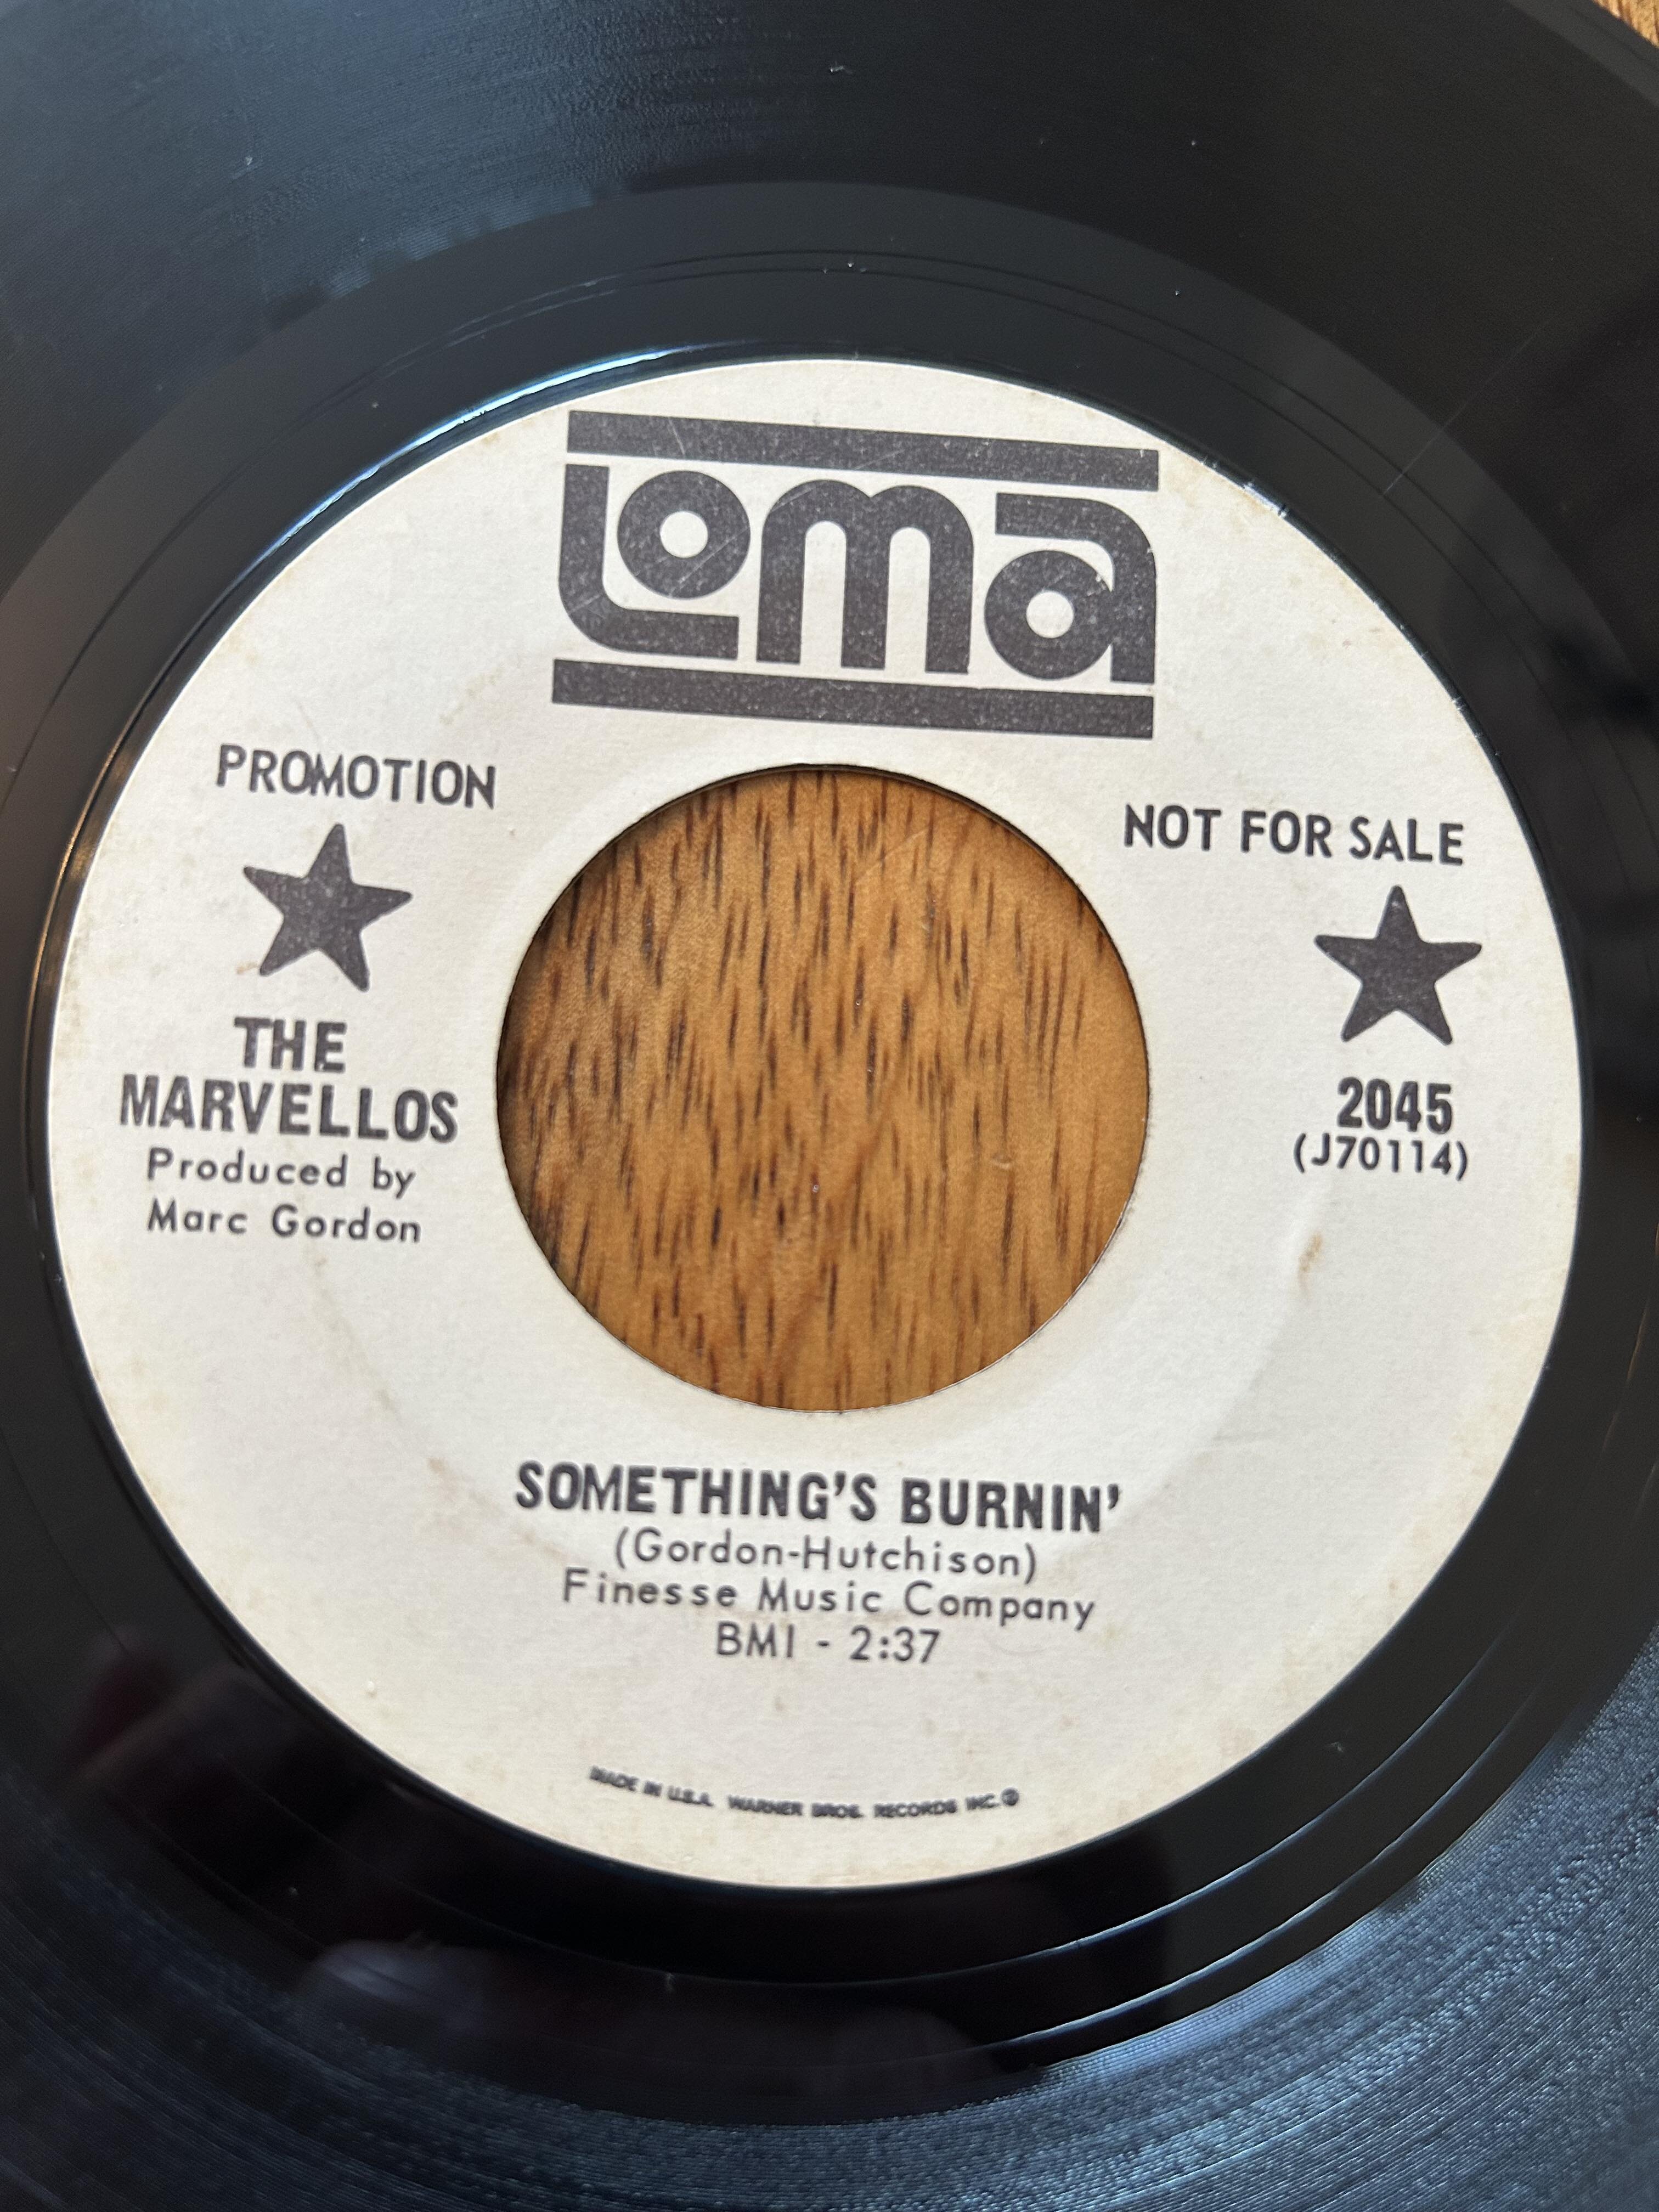 Loma
PROMOTION
NOT FOR SALE
THE
MARVELLOS
Produced by
Marc Gordon
2045
(J70114)
SOMETHING'S BURNIN'
(Gordon-Hutchison)
Finesse Music Company
BMI - 2:37
MADE IN U.S.A. WARNER BROS. RECORDS INC. ℗